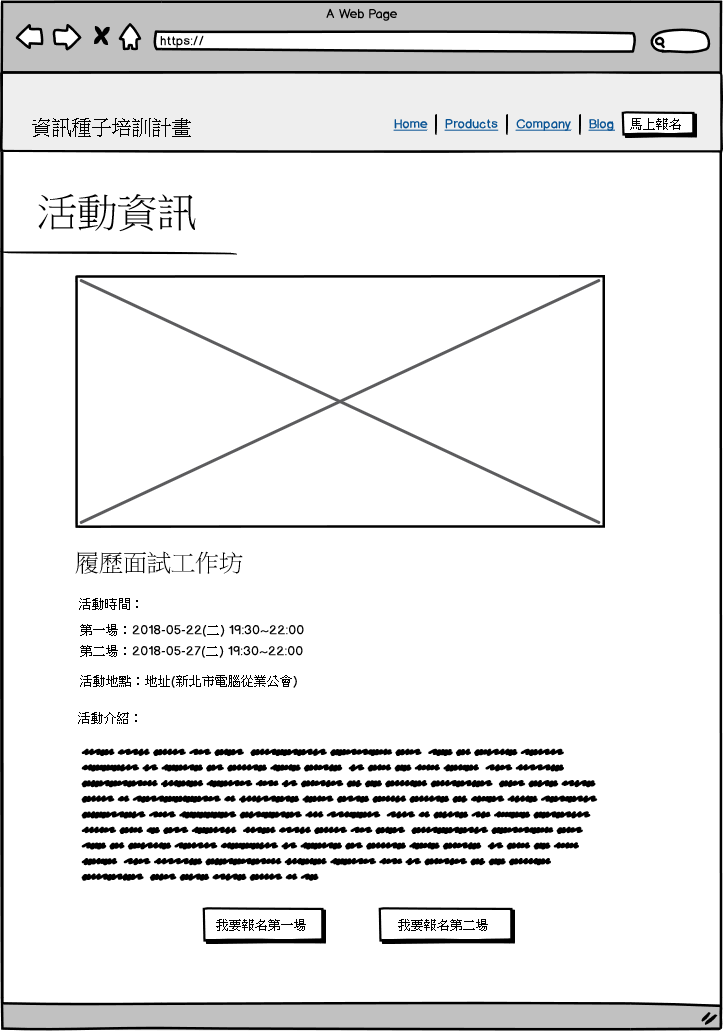 A Web Page
https://
資訊種子培訓計畫
Home | Products | Company | Blog 馬上報名
活動資訊
履歷面試工作坊
活動時間：
第一場：2018-05-22(二) 19:30~22:00
第二場：2018-05-27(二) 19:30~22:00
活動地點：地址(新北市電腦從業公會)
活動介紹：
我要報名第一場 我要報名第二場